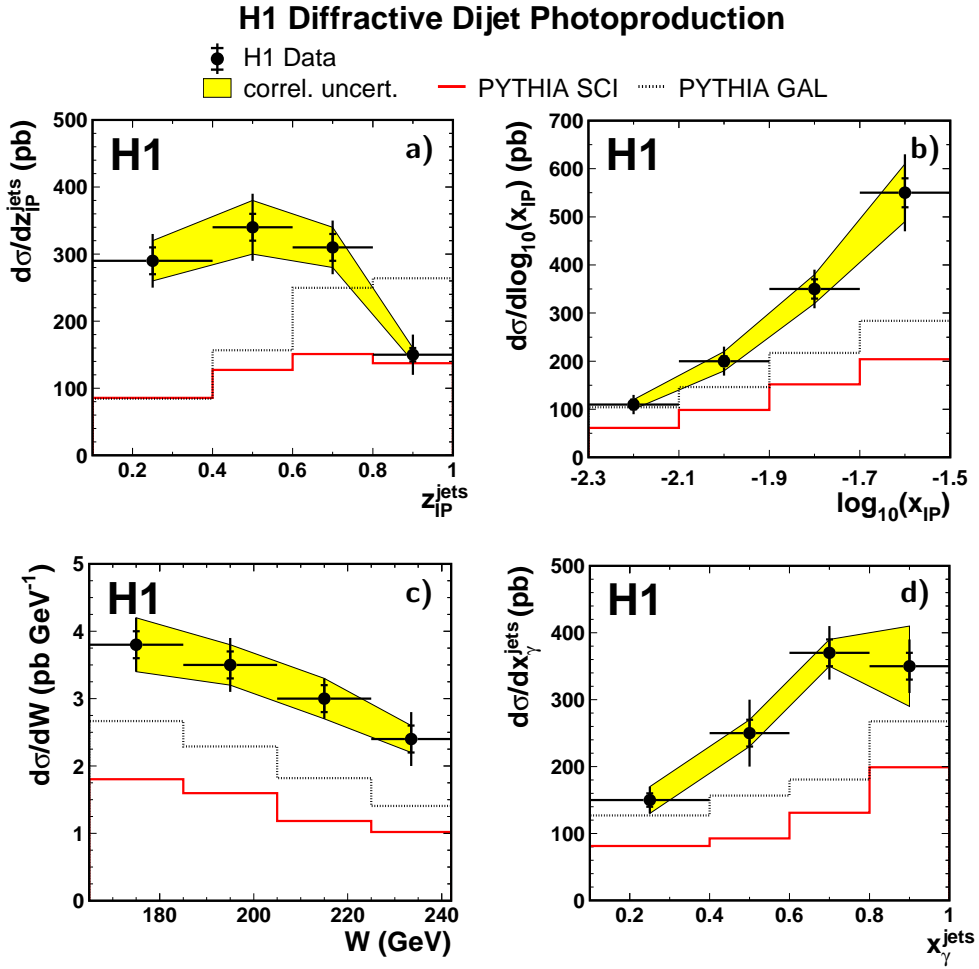 H1 Diffractive Dijet Photoproduction
H1 Data
correl. uncert.
PYTHIA SCI
PYTHIA GAL
dσ/dz_IP^jets (pb)
500
400
300
200
100
0
H1
a)
0.2 0.4 0.6 0.8 1
z_IP^jets
dσ/dlog₁₀(x_IP) (pb)
700
600
500
400
300
200
100
0
H1
b)
-2.3 -2.1 -1.9 -1.7 -1.5
log₁₀(x_IP)
dσ/dW (pb GeV⁻¹)
5
4
3
2
1
0
H1
c)
180 200 220 240
W (GeV)
dσ/dx_γ^jets (pb)
500
400
300
200
100
0
H1
d)
0.2 0.4 0.6 0.8 1
x_γ^jets